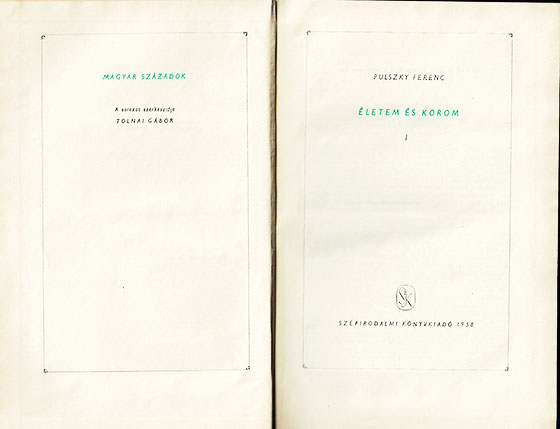 MAGYAR SZÁZADOK
A sorozat szerkesztője
TOLNAI GÁBOR
PULSZKY FERENC
ÉLETEM ÉS KOROM
I
SZÉPIRODALMI KÖNYVKIADÓ 1958